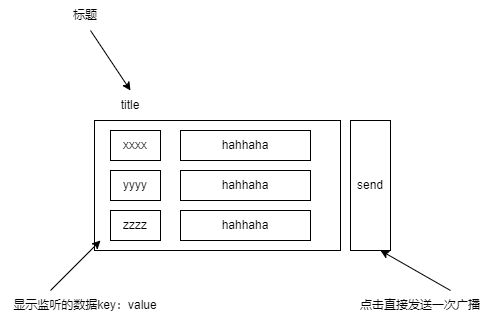 标题
title
xxxx hahhaha
yyyy hahhaha
send
zzzz hahhaha
显示监听的数据key：value
点击直接发送一次广播